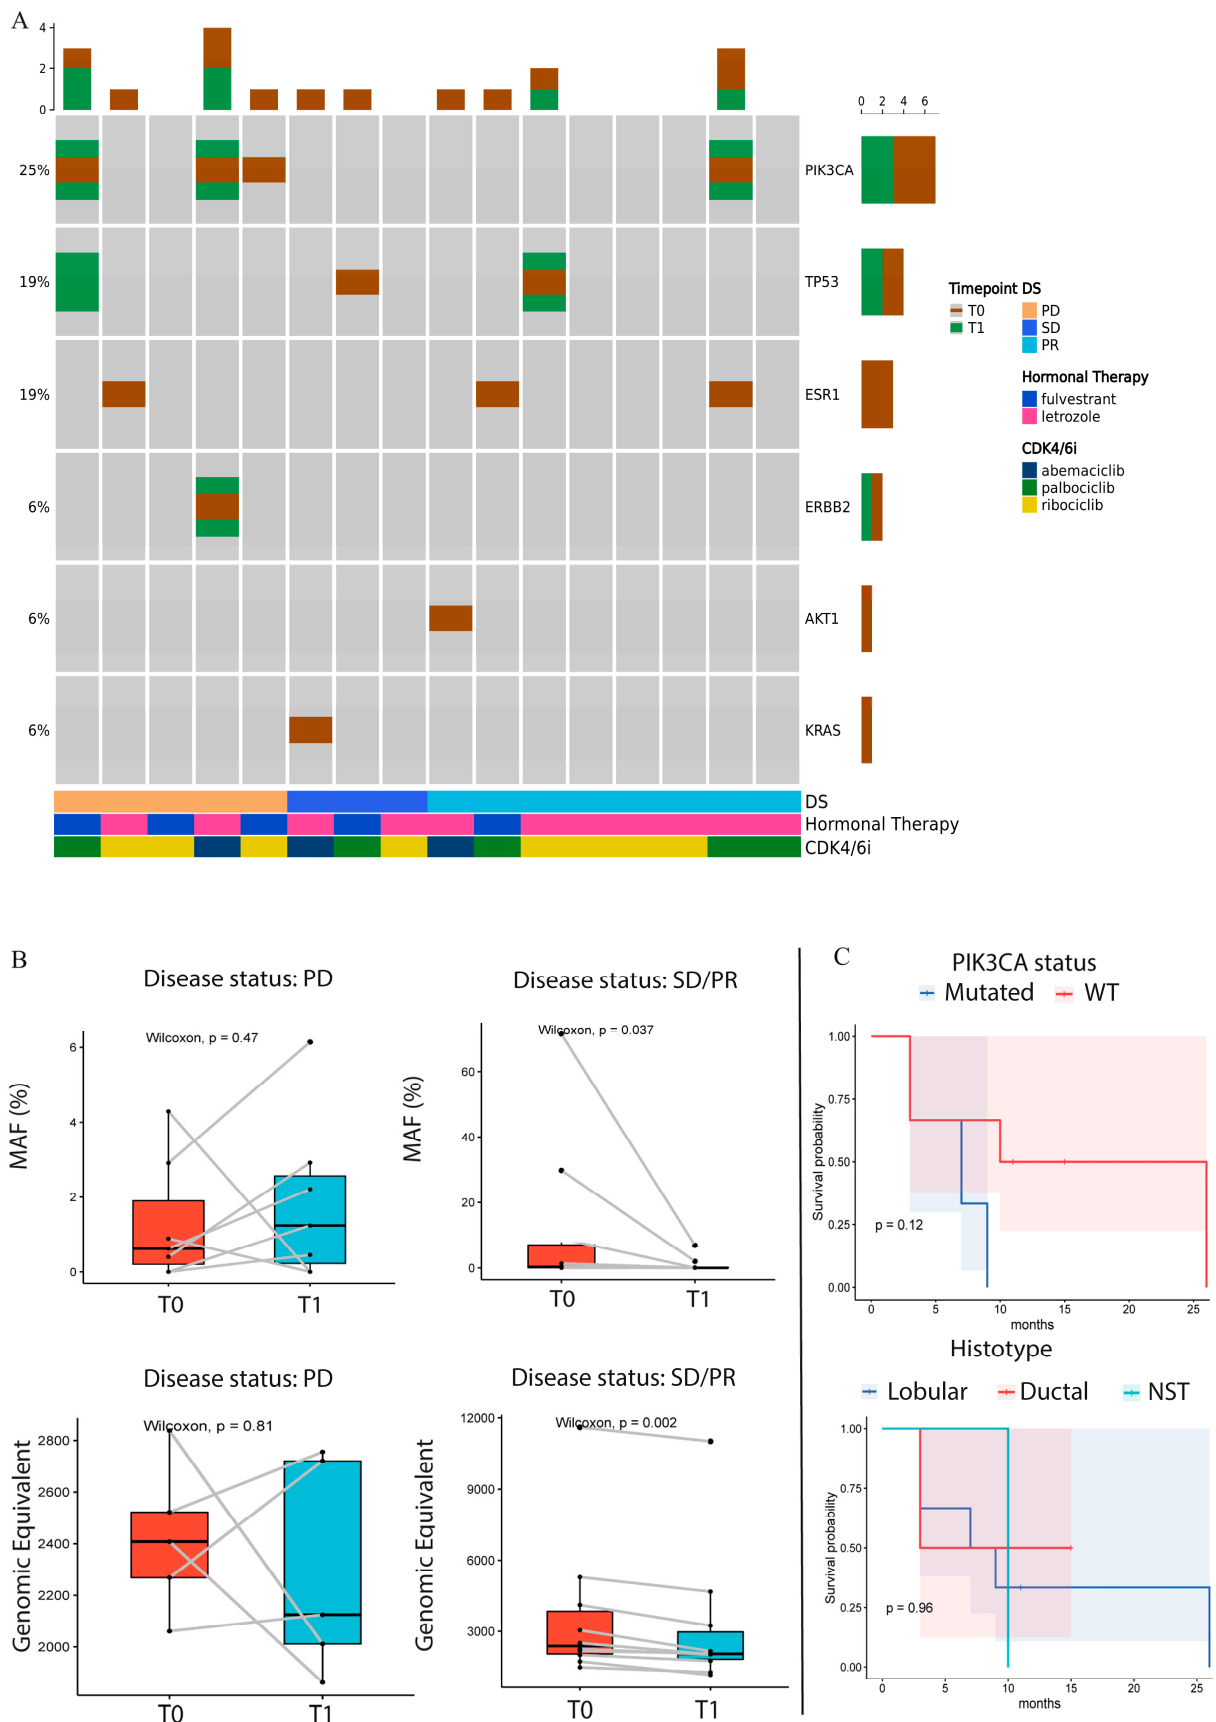 A
4
2
0
0 2 4 6
25% PIK3CA
19% TP53
19% ESR1
6% ERBB2
6% AKT1
6% KRAS
Timepoint DS
T0 PD
T1 SD
PR
Hormonal Therapy
fulvestrant
letrozole
CDK4/6i
abemaciclib
palbociclib
ribociclib
DS
Hormonal Therapy
CDK4/6i
B
Disease status: PD
Wilcoxon, p = 0.47
MAF (%)
6
4
2
0
T0 T1
Disease status: SD/PR
Wilcoxon, p = 0.037
MAF (%)
60
40
20
0
T0 T1
Disease status: PD
Wilcoxon, p = 0.81
Genomic Equivalent
2800
2600
2400
2200
2000
T0 T1
Disease status: SD/PR
Wilcoxon, p = 0.002
Genomic Equivalent
12000
9000
6000
3000
T0 T1
C
PIK3CA status
Mutated WT
Survival probability
1.00
0.75
0.50
0.25
0.00
p = 0.12
0 5 10 15 20 25
months
Histotype
Lobular Ductal NST
Survival probability
1.00
0.75
0.50
0.25
0.00
p = 0.96
0 5 10 15 20 25
months